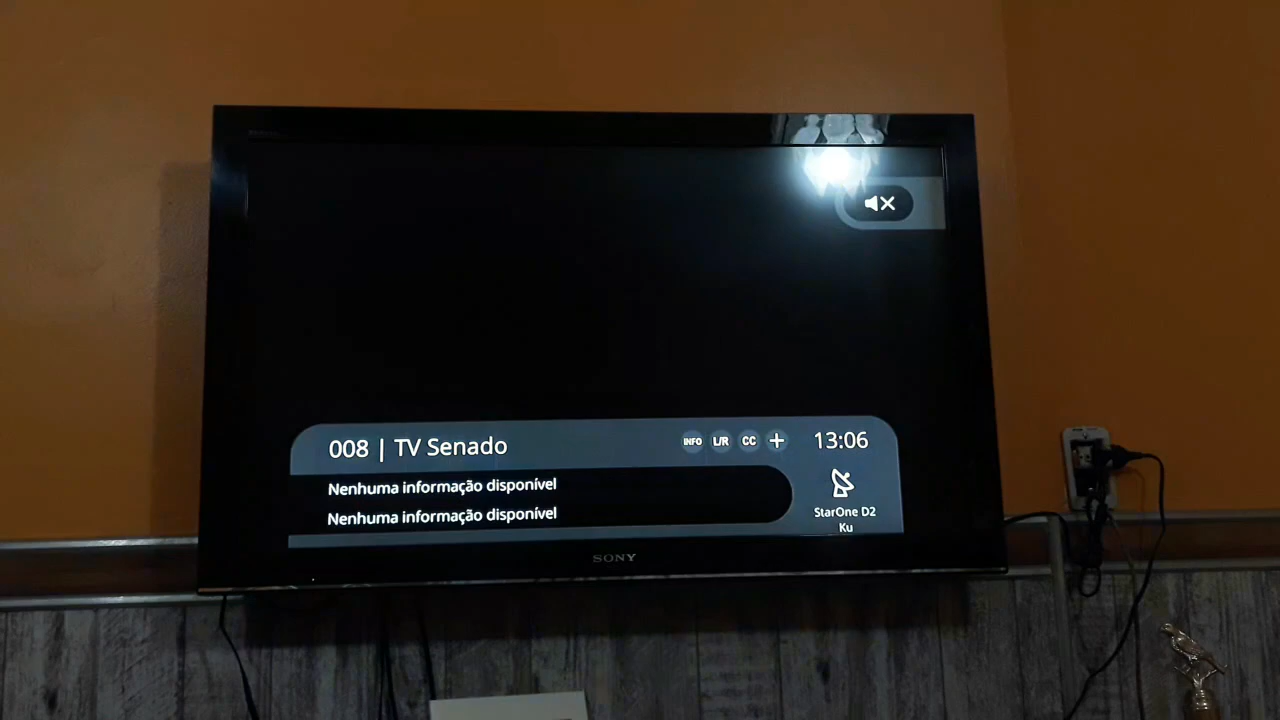 008 | TV Senado
INFO L/R CC +
13:06
Nenhuma informação disponível
Nenhuma informação disponível
StarOne D2
Ku
SONY